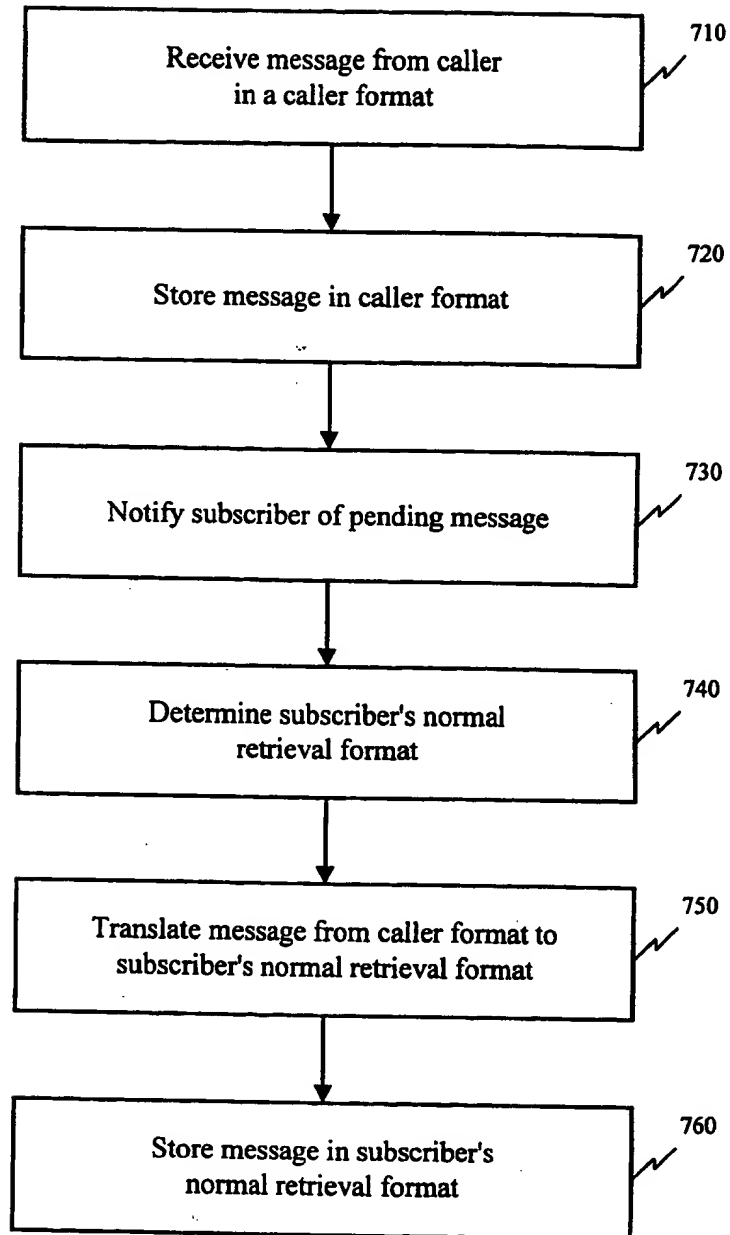 710
Receive message from caller
in a caller format
720
Store message in caller format
730
Notify subscriber of pending message
740
Determine subscriber's normal
retrieval format
750
Translate message from caller format to
subscriber's normal retrieval format
760
Store message in subscriber's
normal retrieval format